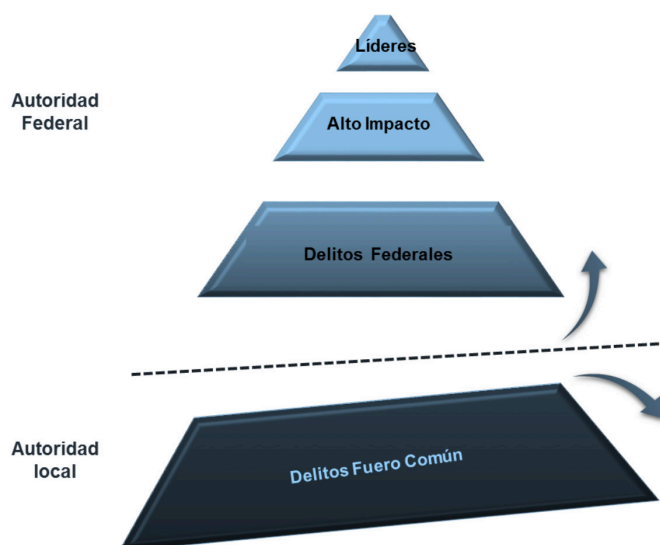 Líderes
Autoridad
Federal
Alto Impacto
Delitos Federales
Autoridad
local
Delitos Fuero Común